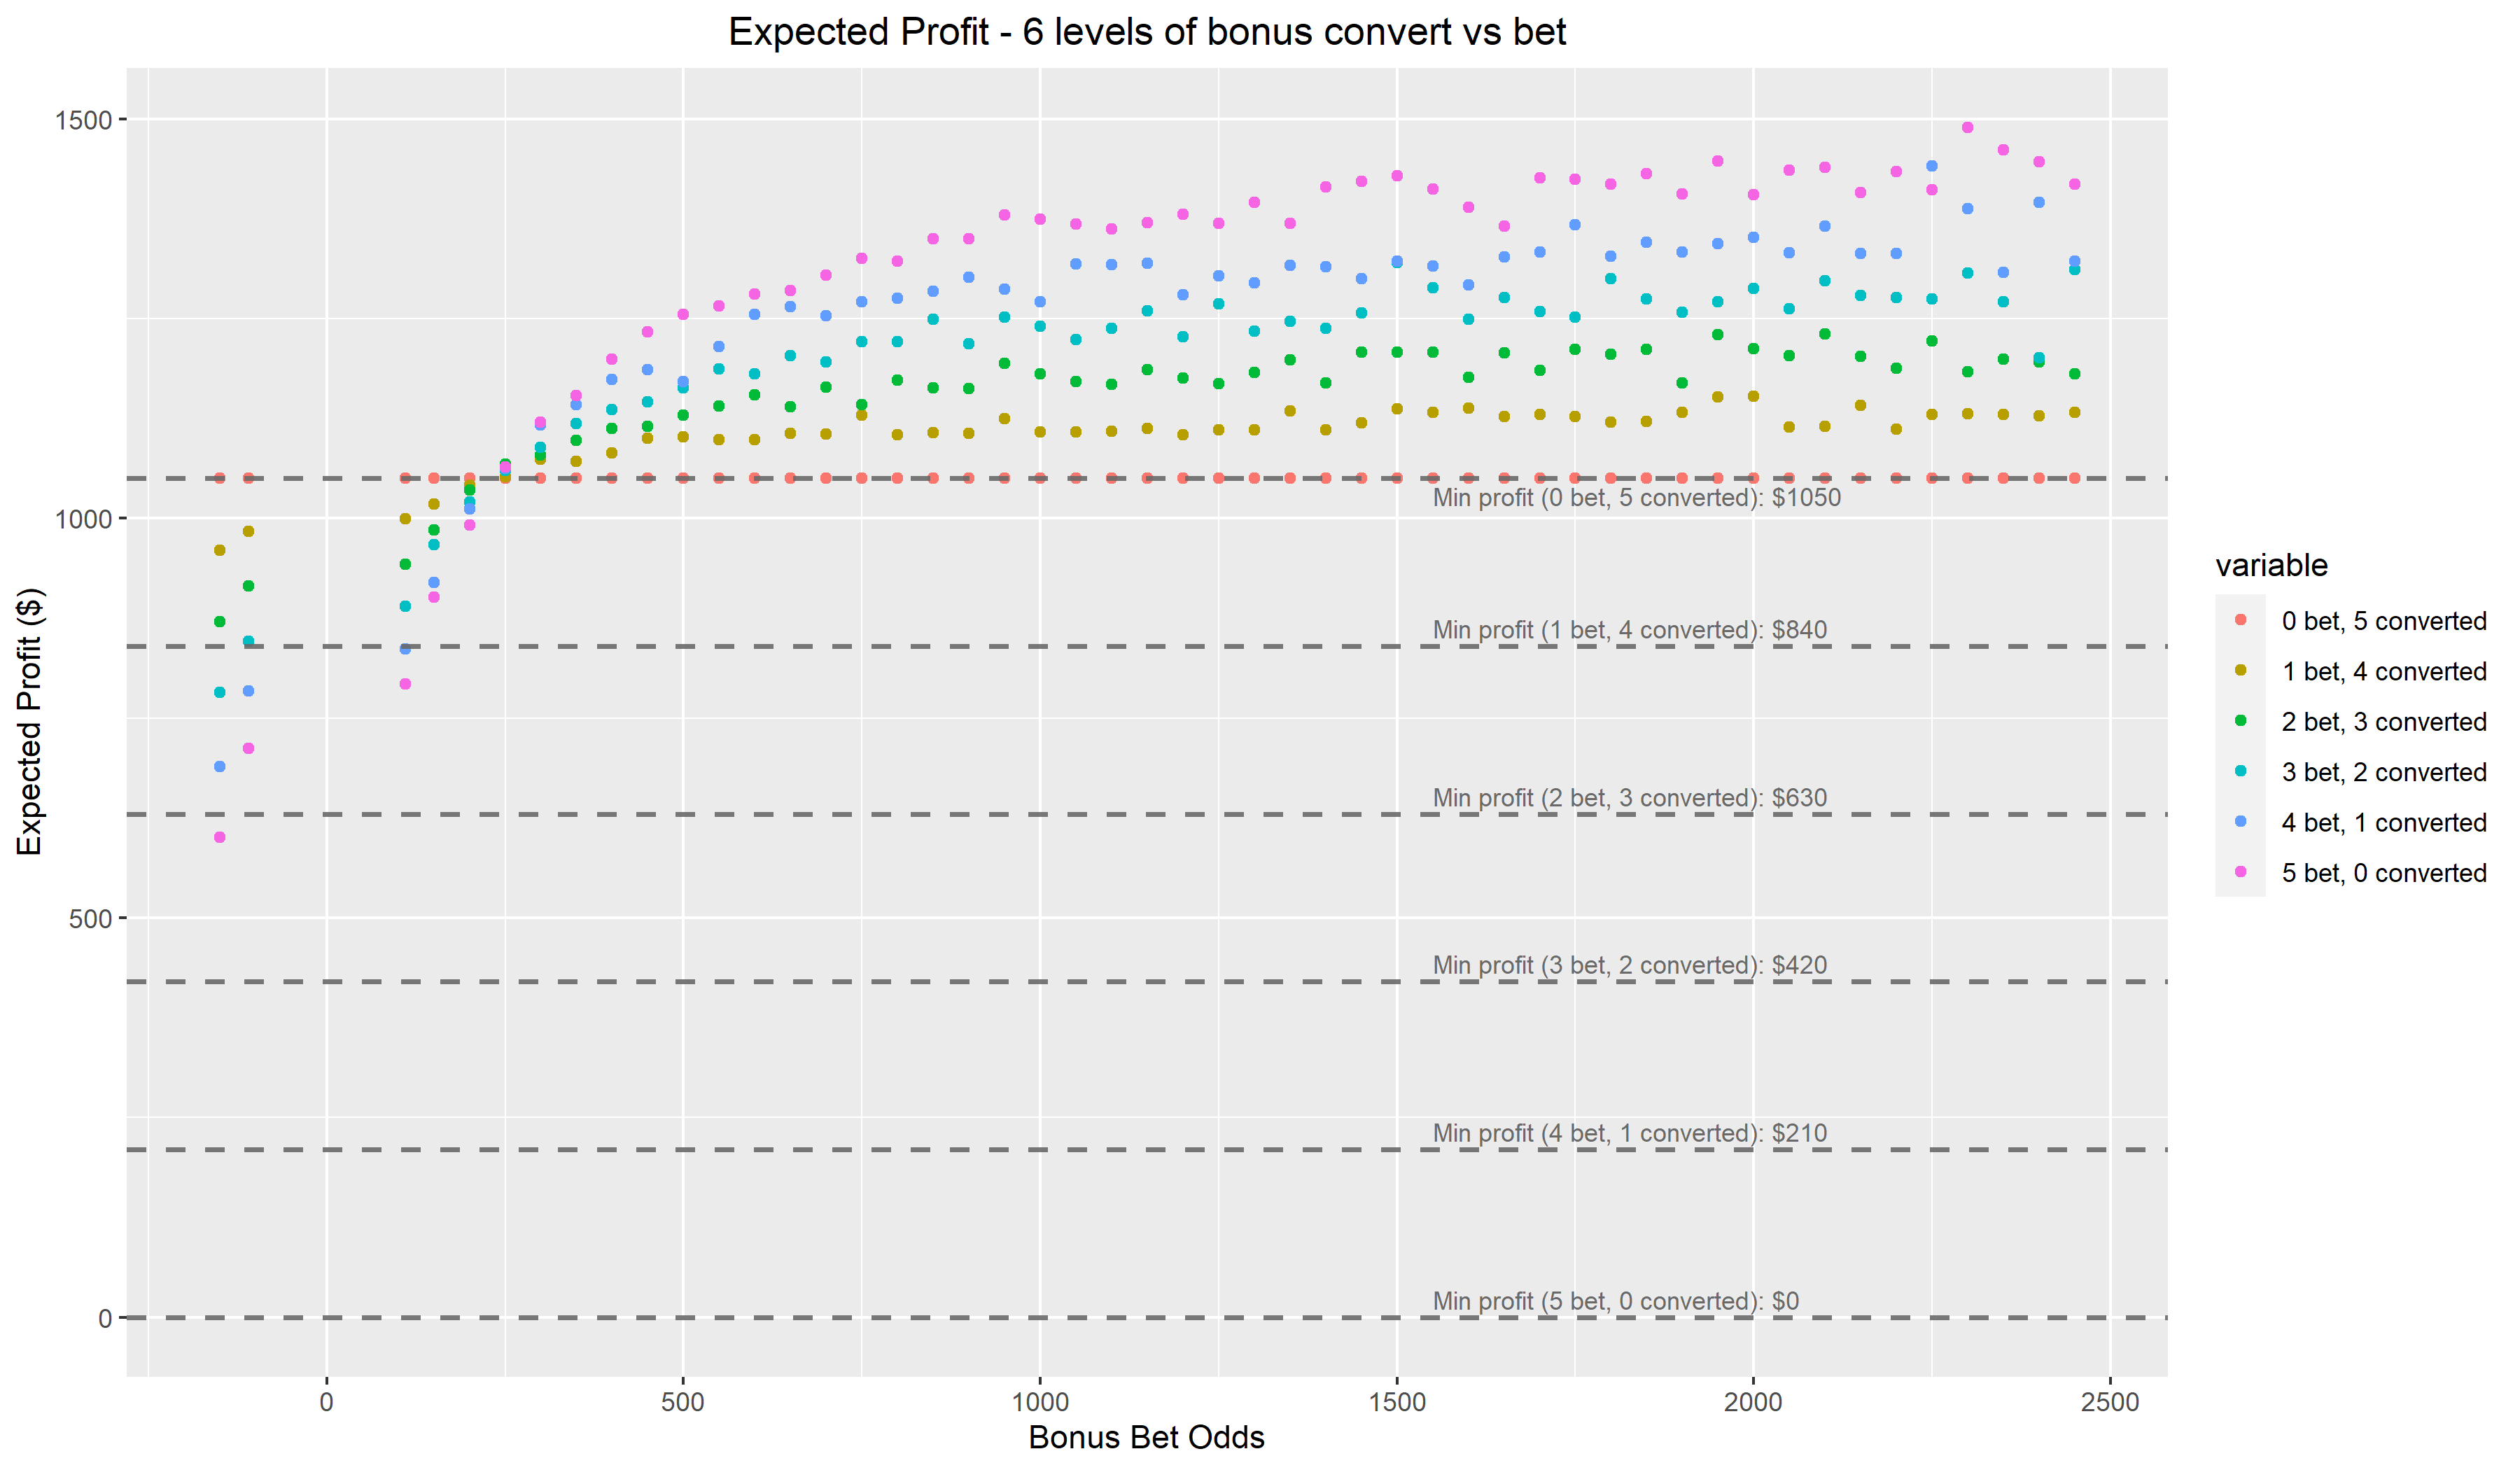 Expected Profit - 6 levels of bonus convert vs bet
1500
1000
500
0
Expected Profit ($)
Min profit (0 bet, 5 converted): $1050
Min profit (1 bet, 4 converted): $840
Min profit (2 bet, 3 converted): $630
Min profit (3 bet, 2 converted): $420
Min profit (4 bet, 1 converted): $210
Min profit (5 bet, 0 converted): $0
0 500 1000 1500 2000 2500
Bonus Bet Odds
variable
0 bet, 5 converted
1 bet, 4 converted
2 bet, 3 converted
3 bet, 2 converted
4 bet, 1 converted
5 bet, 0 converted